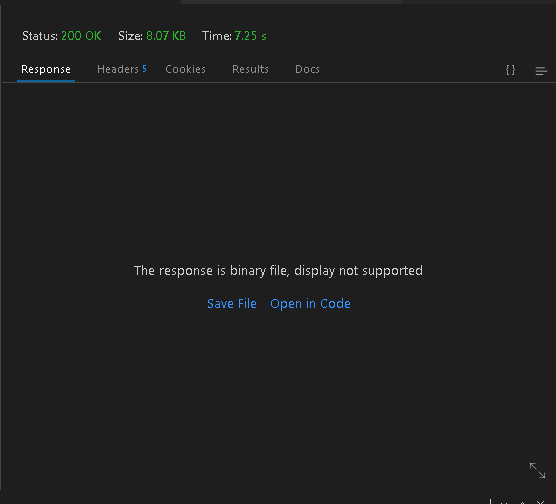 Status: 200 OK Size: 8.07 KB Time: 7.25 s
Response Headers 5 Cookies Results Docs { }
The response is binary file, display not supported
Save File Open in Code